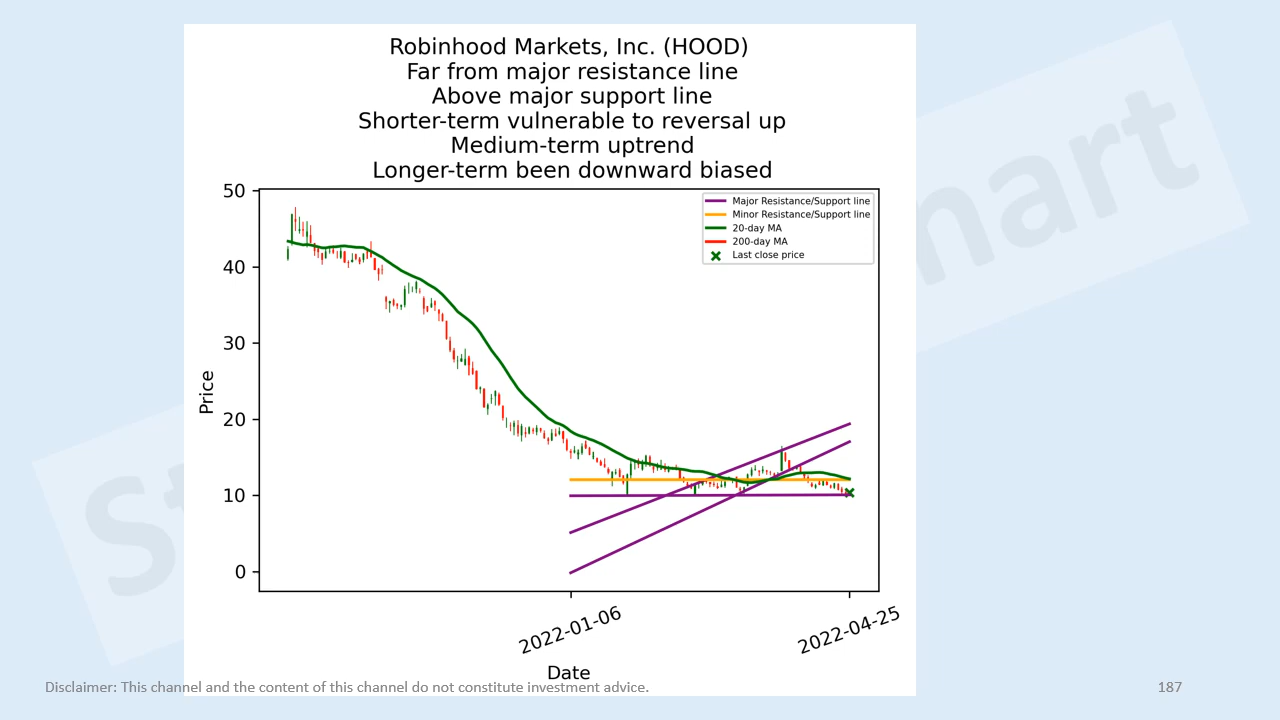 Robinhood Markets, Inc. (HOOD)
Far from major resistance line
Above major support line
Shorter-term vulnerable to reversal up
Medium-term uptrend
Longer-term been downward biased
Major Resistance/Support line
Minor Resistance/Support line
20-day MA
200-day MA
Last close price
50
40
30
20
10
0
Price
2022-01-06
2022-04-25
Date
Disclaimer: This channel and the content of this channel do not constitute investment advice.
187